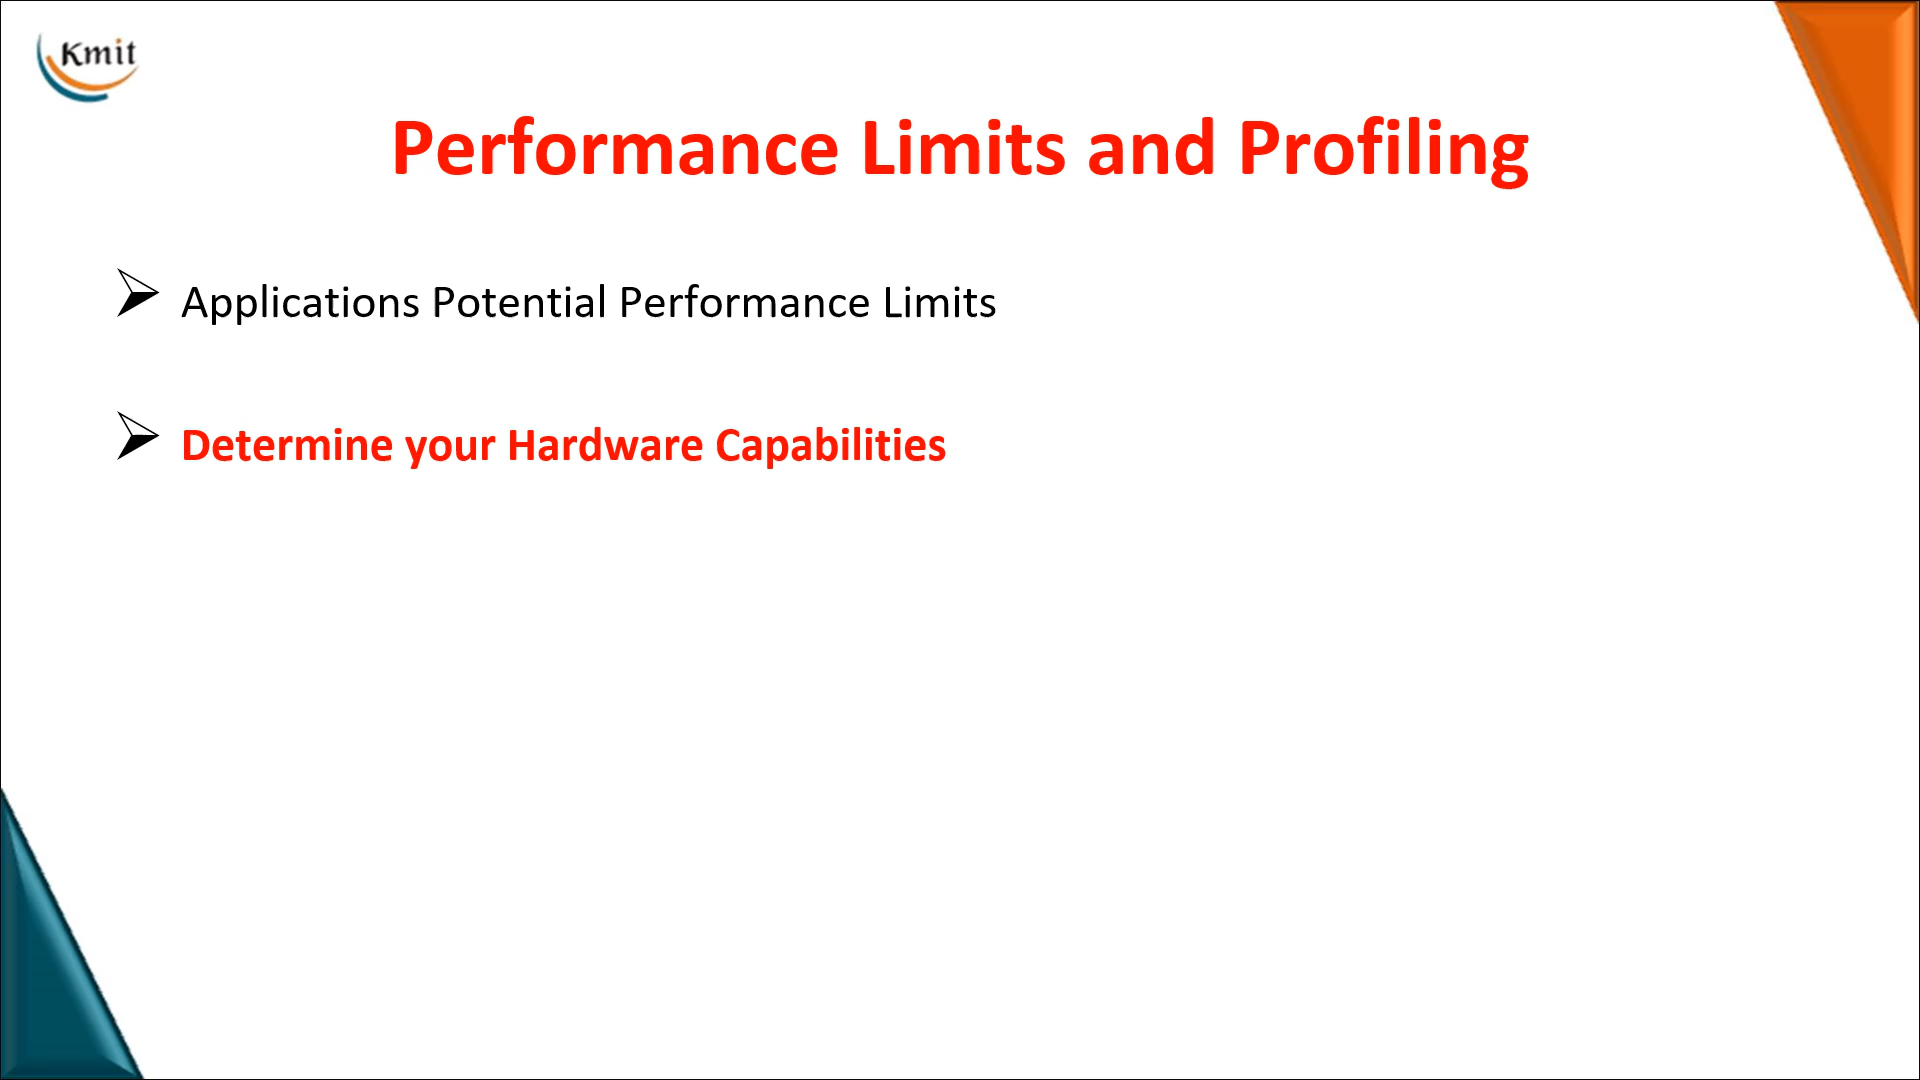 Kmit
Performance Limits and Profiling
Applications Potential Performance Limits
Determine your Hardware Capabilities